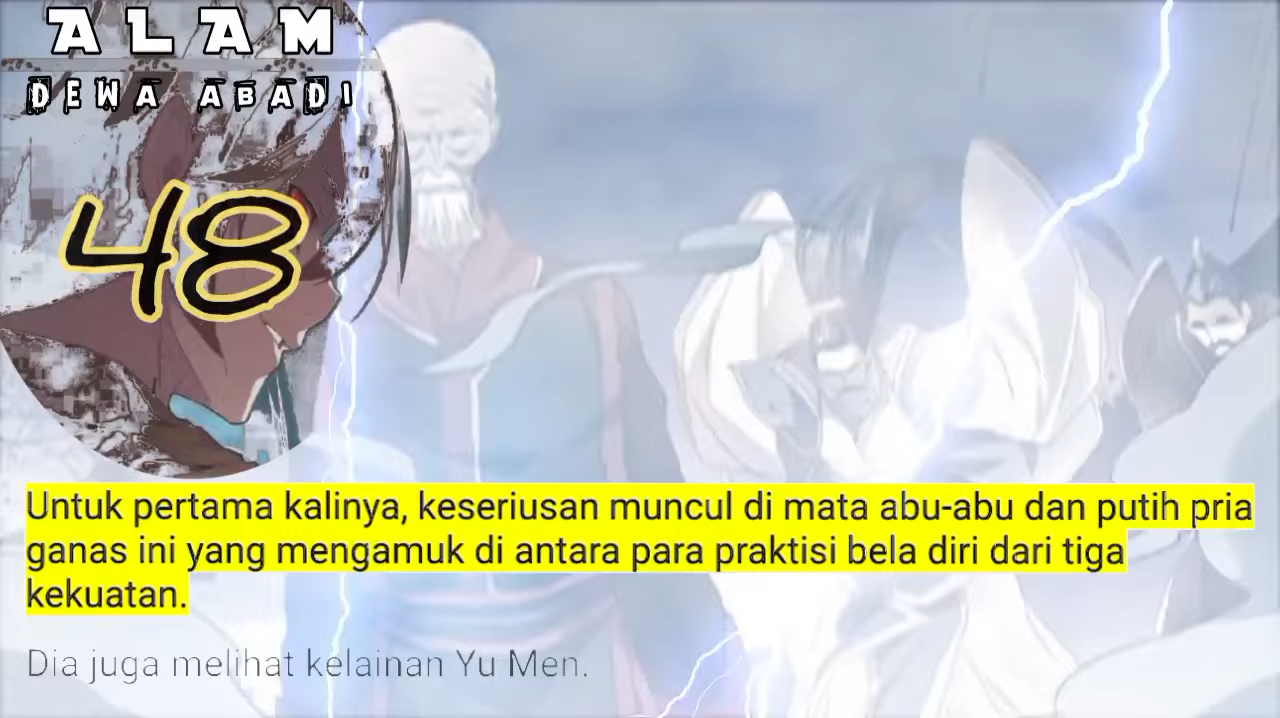 ALAM
DEWA ABADI
48
Untuk pertama kalinya, keseriusan muncul di mata abu-abu dan putih pria
ganas ini yang mengamuk di antara para praktisi bela diri dari tiga
kekuatan.
Dia juga melihat kelainan Yu Men.